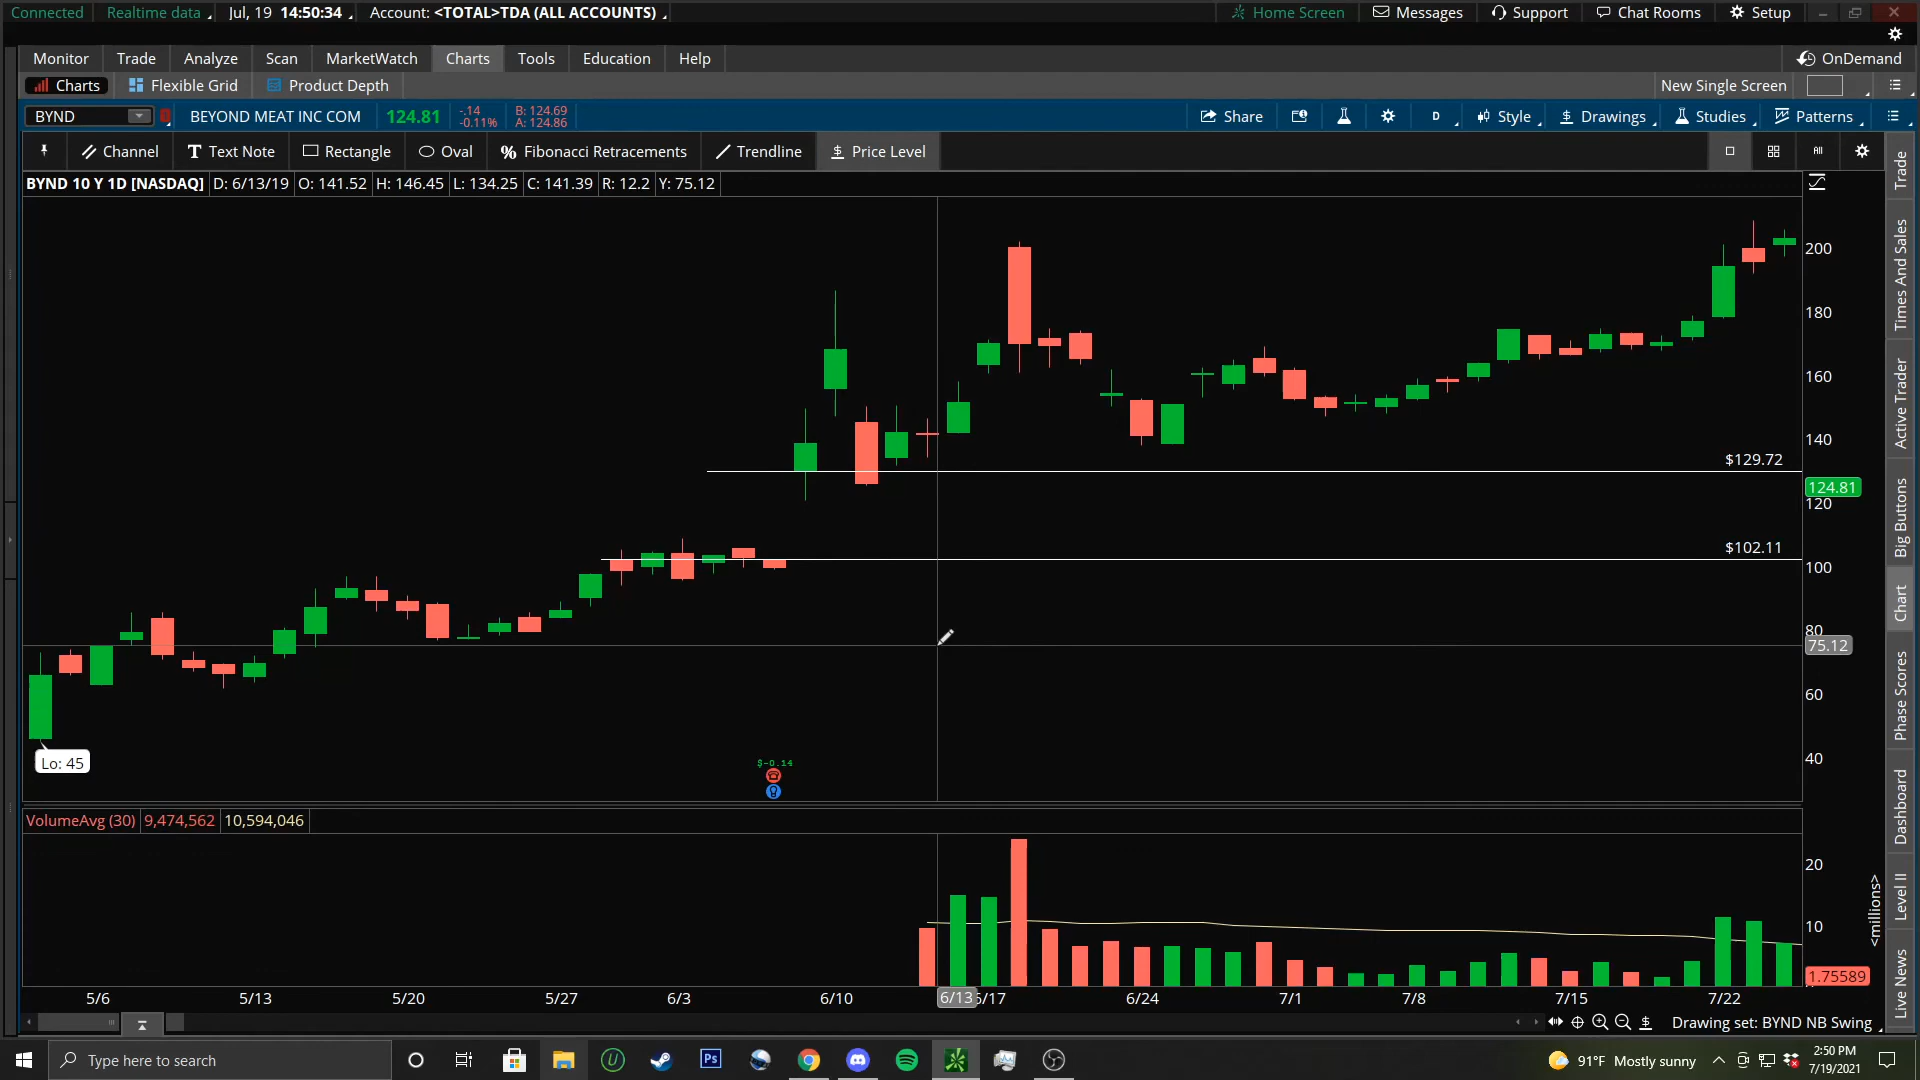 Connected Realtime data Jul, 19 14:50:34 Account: <TOTAL>TDA (ALL ACCOUNTS) Home Screen Messages Support Chat Rooms Setup
Monitor Trade Analyze Scan MarketWatch Charts Tools Education Help OnDemand
Charts Flexible Grid Product Depth New Single Screen
BYND BEYOND MEAT INC COM 124.81 -.14 -0.11% B: 124.69 A: 124.86 Share D Style Drawings Studies Patterns
Channel Text Note Rectangle Oval Fibonacci Retracements Trendline $ Price Level All
BYND 10 Y 1D [NASDAQ] D: 6/13/19 O: 141.52 H: 146.45 L: 134.25 C: 141.39 R: 12.2 Y: 75.12
200
180
160
140
$129.72
124.81
120
$102.11
100
80
75.12
60
Lo: 45
40
$-0.14
VolumeAvg (30) 9,474,562 10,594,046
20
10
<millions>
1.75589
5/6 5/13 5/20 5/27 6/3 6/10 6/13 5/17 6/24 7/1 7/8 7/15 7/22
Drawing set: BYND NB Swing
Trade
Times And Sales
Active Trader
Big Buttons
Chart
Phase Scores
Dashboard
Level II
Live News
Type here to search Ps 91°F Mostly sunny 2:50 PM
7/19/2021